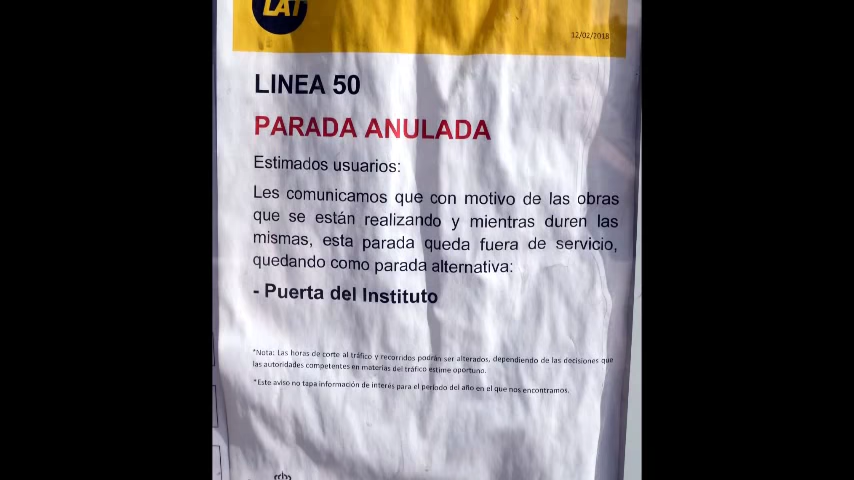 LAT
12/02/2018
LINEA 50
PARADA ANULADA
Estimados usuarios:
Les comunicamos que con motivo de las obras
que se están realizando y mientras duren las
mismas, esta parada queda fuera de servicio,
quedando como parada alternativa:
- Puerta del Instituto
*Nota: Las horas de corte al tráfico y recorridos podrán ser alterados, dependiendo de las decisiones que
las autoridades competentes en materias del tráfico estime oportuna.
*Este aviso no tapa información de interés para el periodo del año en el que nos encontramos.